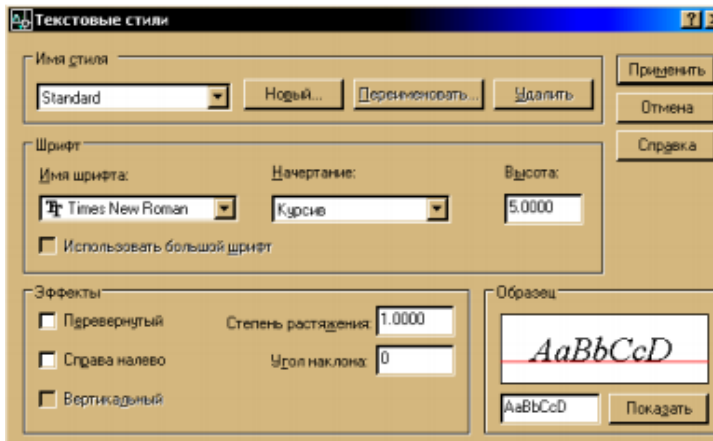 Текстовые стили
Имя стиля
Standard
Новый...
Переименовать...
Удалить
Применить
Отмена
Справка
Шрифт
Имя шрифта:
Начертание:
Высота:
Times New Roman
Курсив
5.0000
Использовать большой шрифт
Эффекты
Перевернутый
Степень растяжения: 1.0000
Справа налево
Угол наклона: 0
Вертикальный
Образец
AaBbCcD
AaBbCcD
Показать